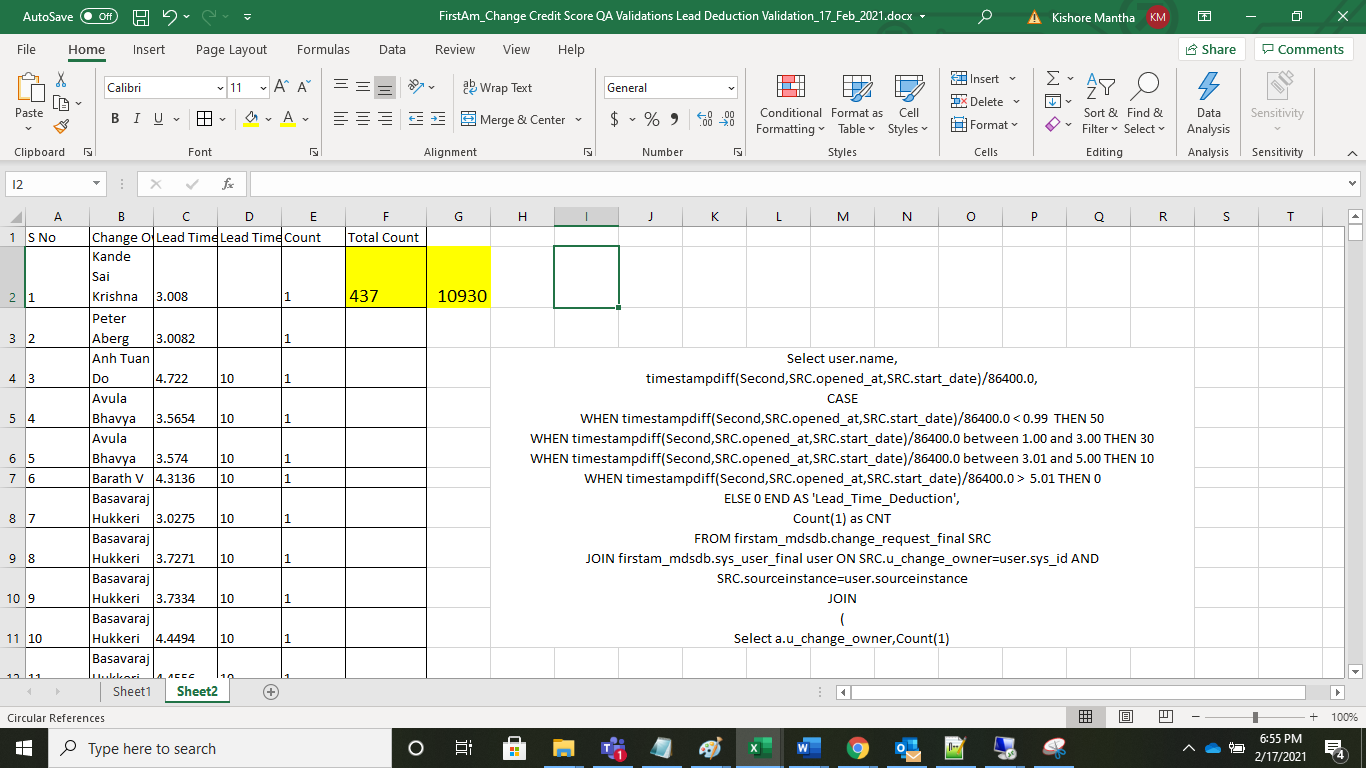 AutoSave Off FirstAm_Change Credit Score QA Validations Lead Deduction Validation_17_Feb_2021.docx Kishore Mantha KM
File Home Insert Page Layout Formulas Data Review View Help Share Comments
Calibri 11 Wrap Text General Insert
Paste B I U Merge & Center $ % Conditional Formatting Format as Table Cell Styles Delete Sort & Filter Find & Select Data Analysis Sensitivity
Format
Clipboard Font Alignment Number Styles Cells Editing Analysis Sensitivity
I2 fx
A B C D E F G H I J K L M N O P Q R S T
1 S No Change O Lead Time Lead Time Count Total Count
Kande
Sai
2 1 Krishna 3.008 1 437 10930
Peter
3 2 Aberg 3.0082 1
Anh Tuan Select user.name,
4 3 Do 4.722 10 1 timestampdiff(Second,SRC.opened_at,SRC.start_date)/86400.0,
Avula CASE
5 4 Bhavya 3.5654 10 1 WHEN timestampdiff(Second,SRC.opened_at,SRC.start_date)/86400.0 < 0.99 THEN 50
Avula WHEN timestampdiff(Second,SRC.opened_at,SRC.start_date)/86400.0 between 1.00 and 3.00 THEN 30
6 5 Bhavya 3.574 10 1 WHEN timestampdiff(Second,SRC.opened_at,SRC.start_date)/86400.0 between 3.01 and 5.00 THEN 10
7 6 Barath V 4.3136 10 1 WHEN timestampdiff(Second,SRC.opened_at,SRC.start_date)/86400.0 > 5.01 THEN 0
Basavaraj ELSE 0 END AS 'Lead_Time_Deduction',
8 7 Hukkeri 3.0275 10 1 Count(1) as CNT
Basavaraj FROM firstam_mdsdb.change_request_final SRC
9 8 Hukkeri 3.7271 10 1 JOIN firstam_mdsdb.sys_user_final user ON SRC.u_change_owner=user.sys_id AND
Basavaraj SRC.sourceinstance=user.sourceinstance
10 9 Hukkeri 3.7334 10 1 JOIN
Basavaraj (
11 10 Hukkeri 4.4494 10 1 Select a.u_change_owner,Count(1)
Basavaraj
12 11 Hukkeri 4.4556 10 1
Sheet1 Sheet2
Circular References 100%
Type here to search 1 6:55 PM
2/17/2021 4